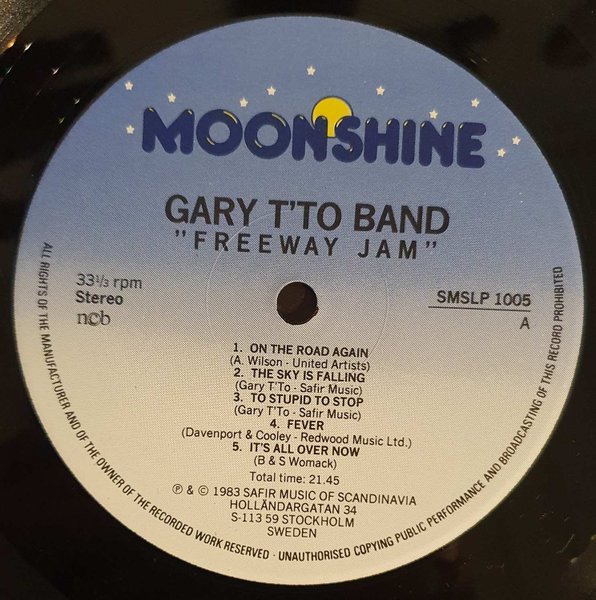 MOONSHINE
GARY T'TO BAND
"FREEWAY JAM"
33 1/3 rpm
Stereo
ncb
SMSLP 1005
A
1. ON THE ROAD AGAIN
(A. Wilson - United Artists)
2. THE SKY IS FALLING
(Gary T'To - Safir Music)
3. TO STUPID TO STOP
(Gary T'To - Safir Music)
4. FEVER
(Davenport & Cooley - Redwood Music Ltd.)
5. IT'S ALL OVER NOW
(B & S Womack)
Total time: 21.45
℗ & © 1983 SAFIR MUSIC OF SCANDINAVIA
HOLLÄNDARGATAN 34
S-113 59 STOCKHOLM
SWEDEN
ALL RIGHTS OF THE MANUFACTURER AND OF THE OWNER OF THE RECORDED WORK RESERVED · UNAUTHORISED COPYING PUBLIC PERFORMANCE AND BROADCASTING OF THIS RECORD PROHIBITED